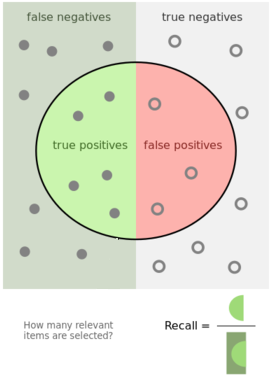 false negatives
true negatives
true positives
false positives
How many relevant
items are selected?
Recall =